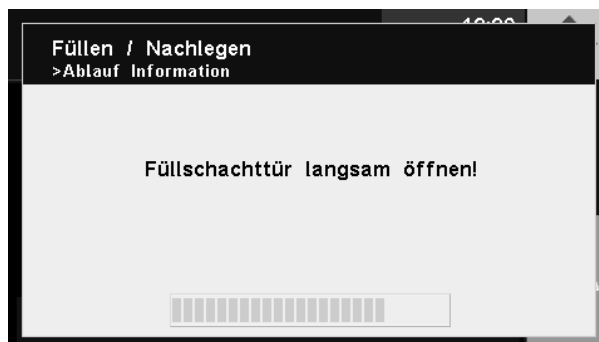 Füllen / Nachlegen
>Ablauf Information
Füllschachttür langsam öffnen!